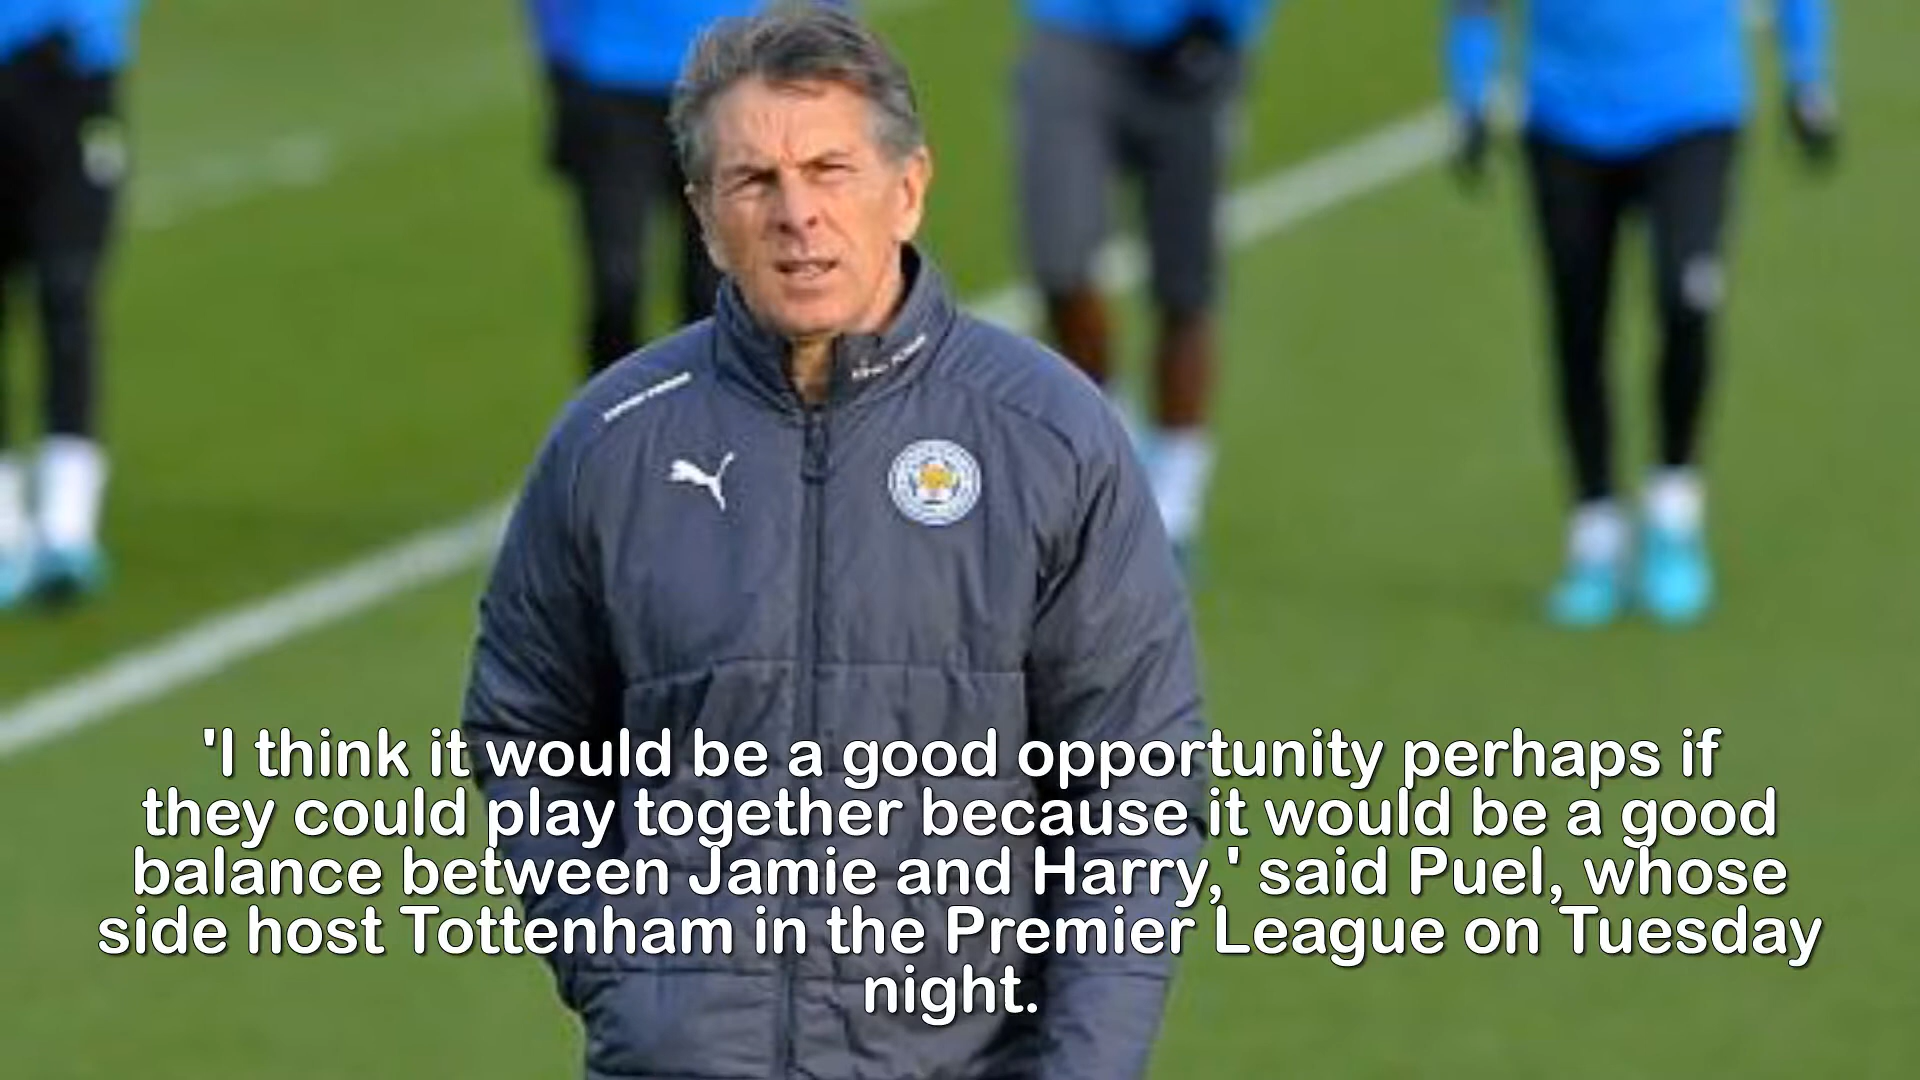 'I think it would be a good opportunity perhaps if
they could play together because it would be a good
balance between Jamie and Harry,' said Puel, whose
side host Tottenham in the Premier League on Tuesday
night.